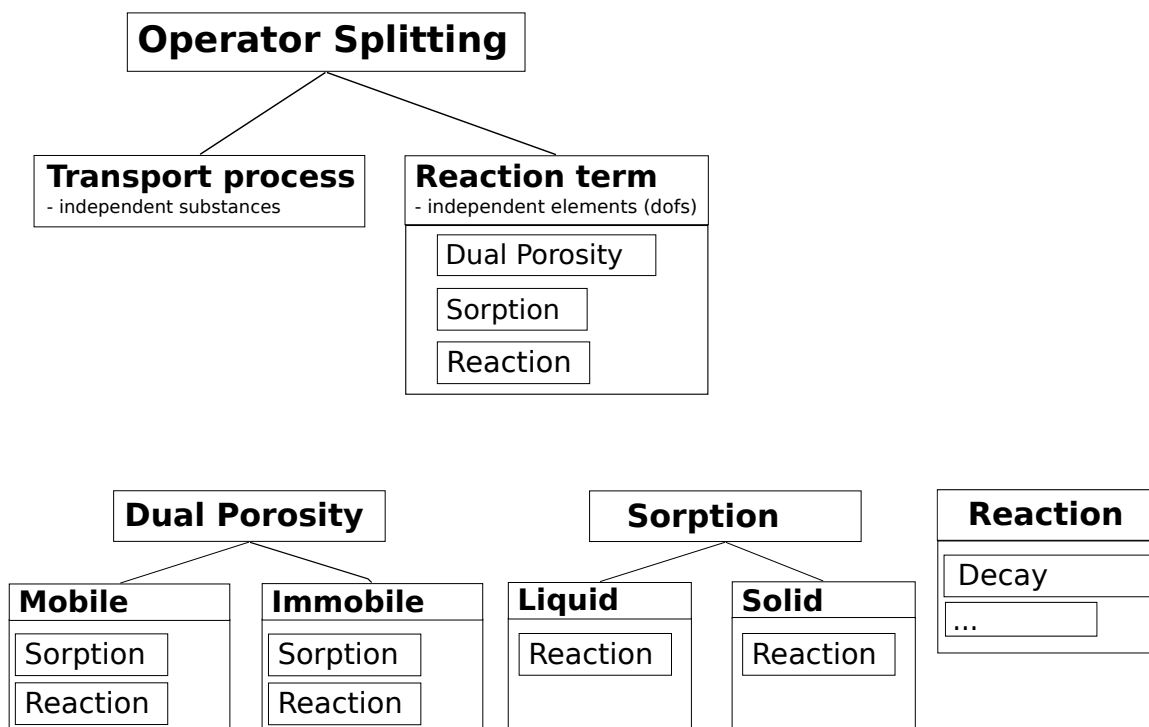 Operator Splitting
Transport process
- independent substances
Reaction term
- independent elements (dofs)
Dual Porosity
Sorption
Reaction
Dual Porosity
Mobile
Sorption
Reaction
Immobile
Sorption
Reaction
Sorption
Liquid
Reaction
Solid
Reaction
Reaction
Decay
...